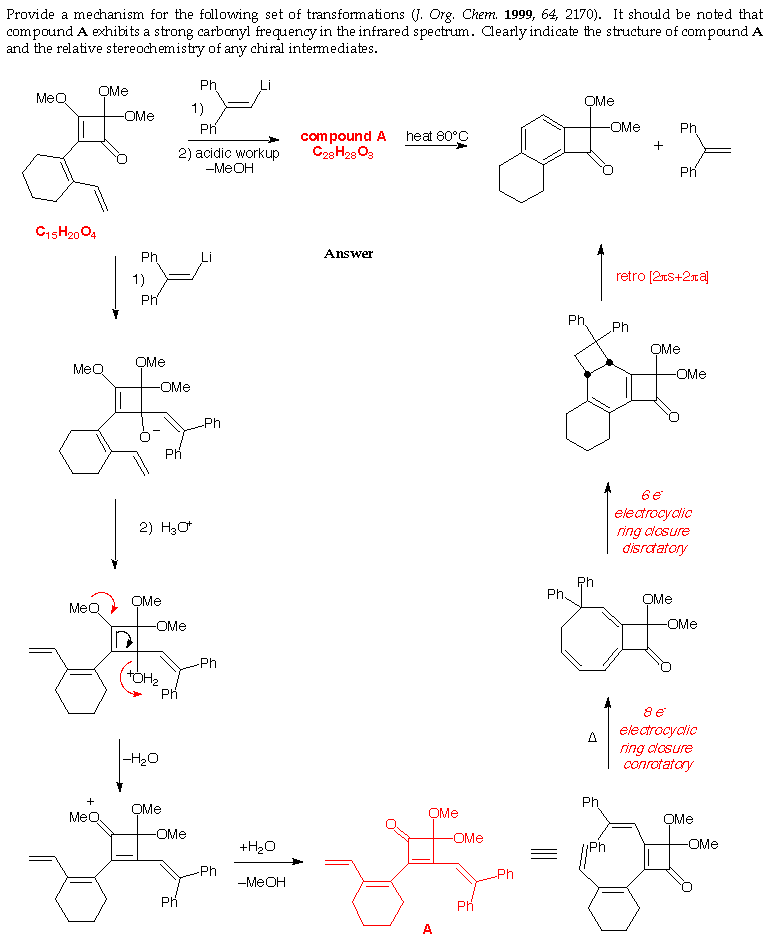 Provide a mechanism for the following set of transformations (J. Org. Chem. 1999, 64, 2170). It should be noted that
compound A exhibits a strong carbonyl frequency in the infrared spectrum. Clearly indicate the structure of compound A
and the relative stereochemistry of any chiral intermediates.
MeO OMe OMe O
C15H20O4
1) Ph Ph Li
2) acidic workup
–MeOH
compound A
C28H28O3
heat 80°C
OMe OMe O
+
Ph Ph
Answer
1) Ph Ph Li
retro [2πs+2πa]
Ph Ph OMe OMe O
MeO OMe OMe O – Ph Ph
6 e-
electrocyclic
ring closure
disrotatory
2) H3O+
Ph Ph OMe OMe O
MeO OMe OMe +OH2 Ph Ph
8 e-
electrocyclic
ring closure
conrotatory
Δ
–H2O
+ MeO OMe OMe Ph Ph
+H2O
–MeOH
O OMe OMe Ph Ph
A
Ph Ph OMe OMe O